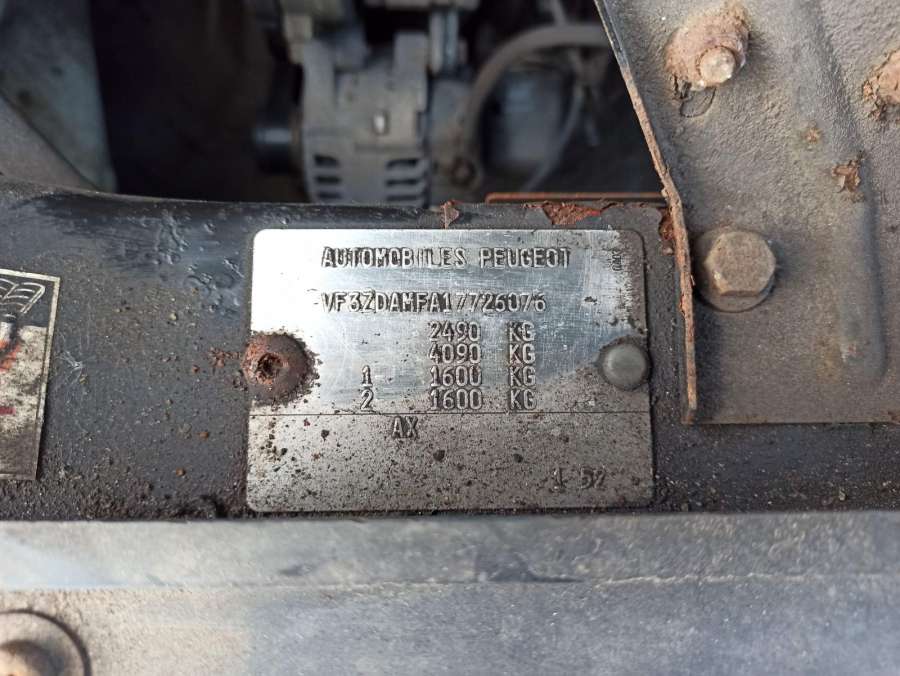 AUTOMOBILES PEUGEOT
VF3ZDAMFA17726076
2490 KG
4090 KG
1 1600 KG
2 1600 KG
AX
1 52